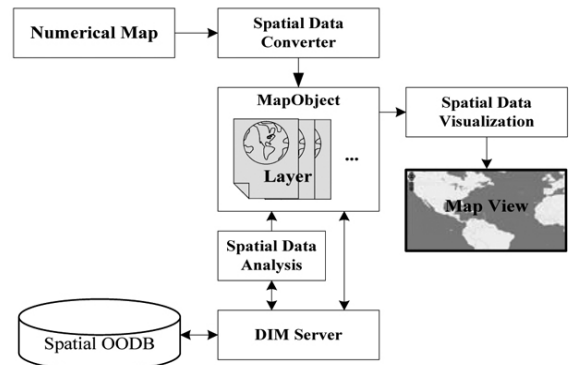 Numerical Map
Spatial Data
Converter
MapObject
Layer
...
Spatial Data
Visualization
Map View
Spatial Data
Analysis
Spatial OODB
DIM Server